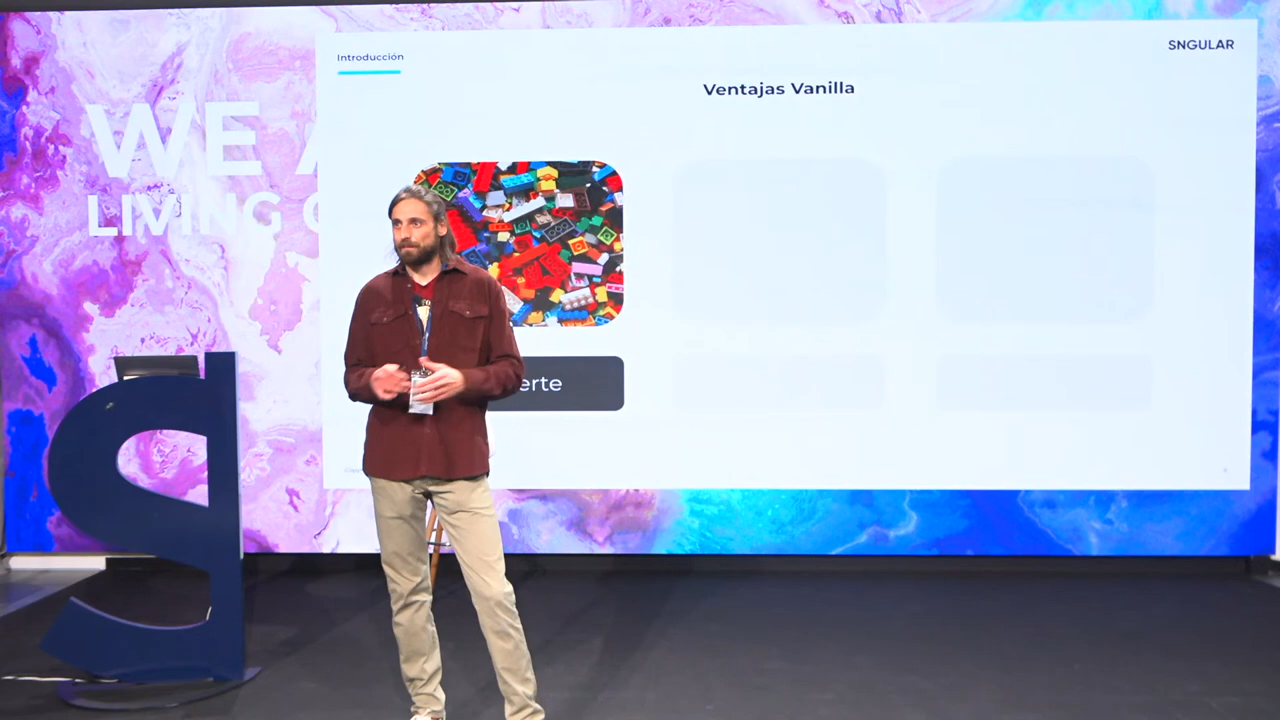 Introducción
SNGULAR
Ventajas Vanilla
WE A
LIVING
erte